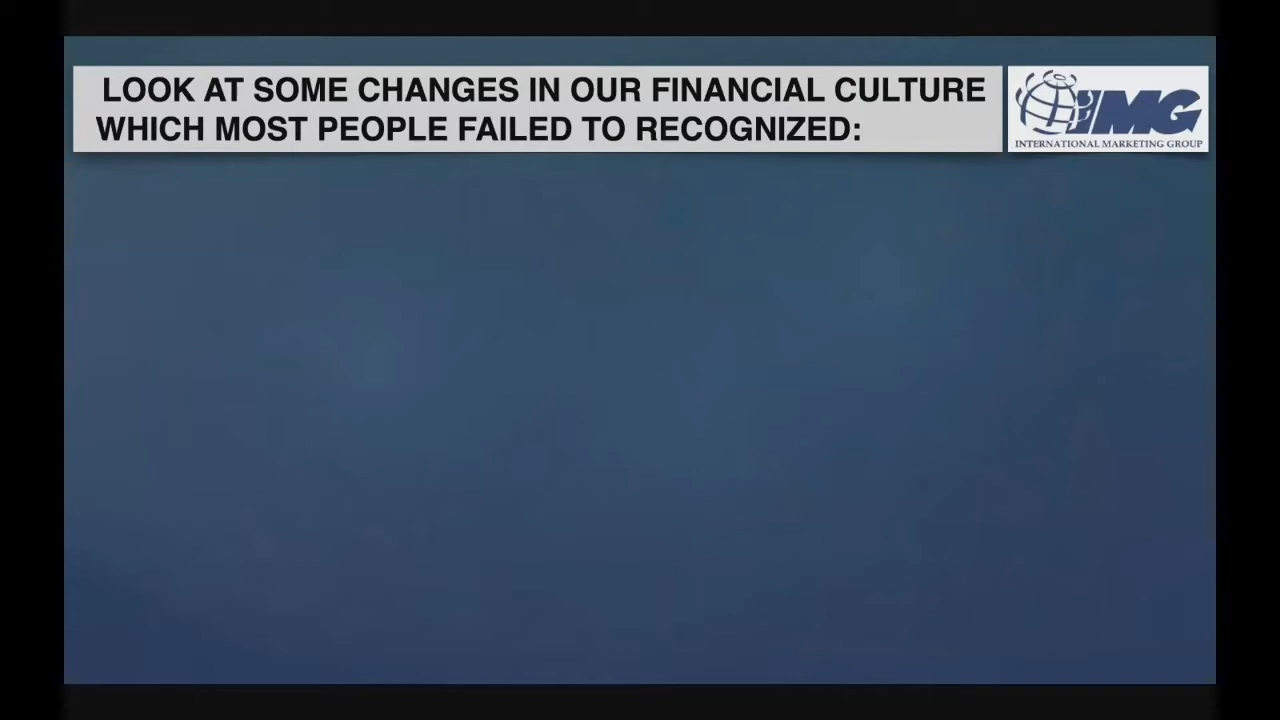 LOOK AT SOME CHANGES IN OUR FINANCIAL CULTURE
WHICH MOST PEOPLE FAILED TO RECOGNIZED:
IMG
INTERNATIONAL MARKETING GROUP